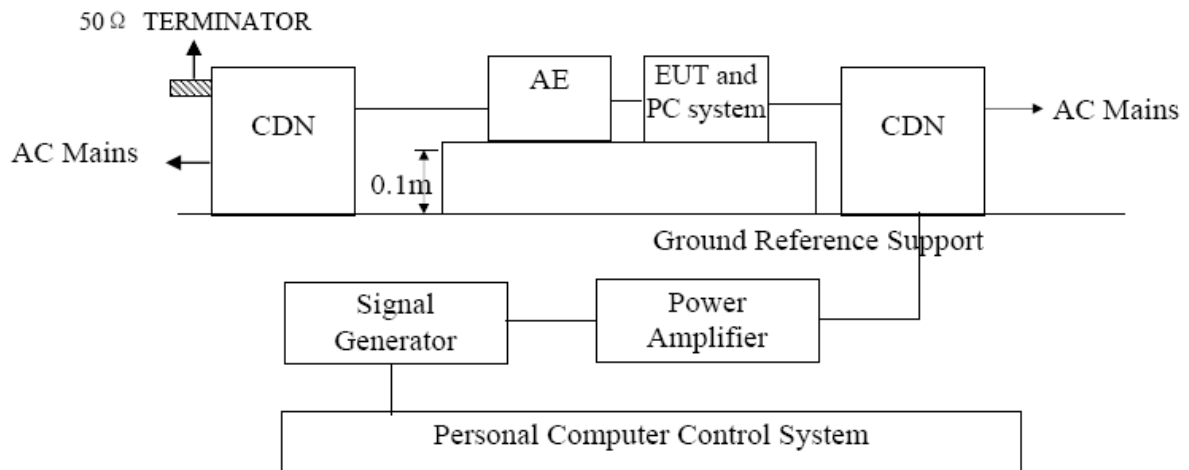 50Ω TERMINATOR
CDN
AC Mains
AE
EUT and
PC system
CDN
AC Mains
0.1m
Ground Reference Support
Signal
Generator
Power
Amplifier
Personal Computer Control System